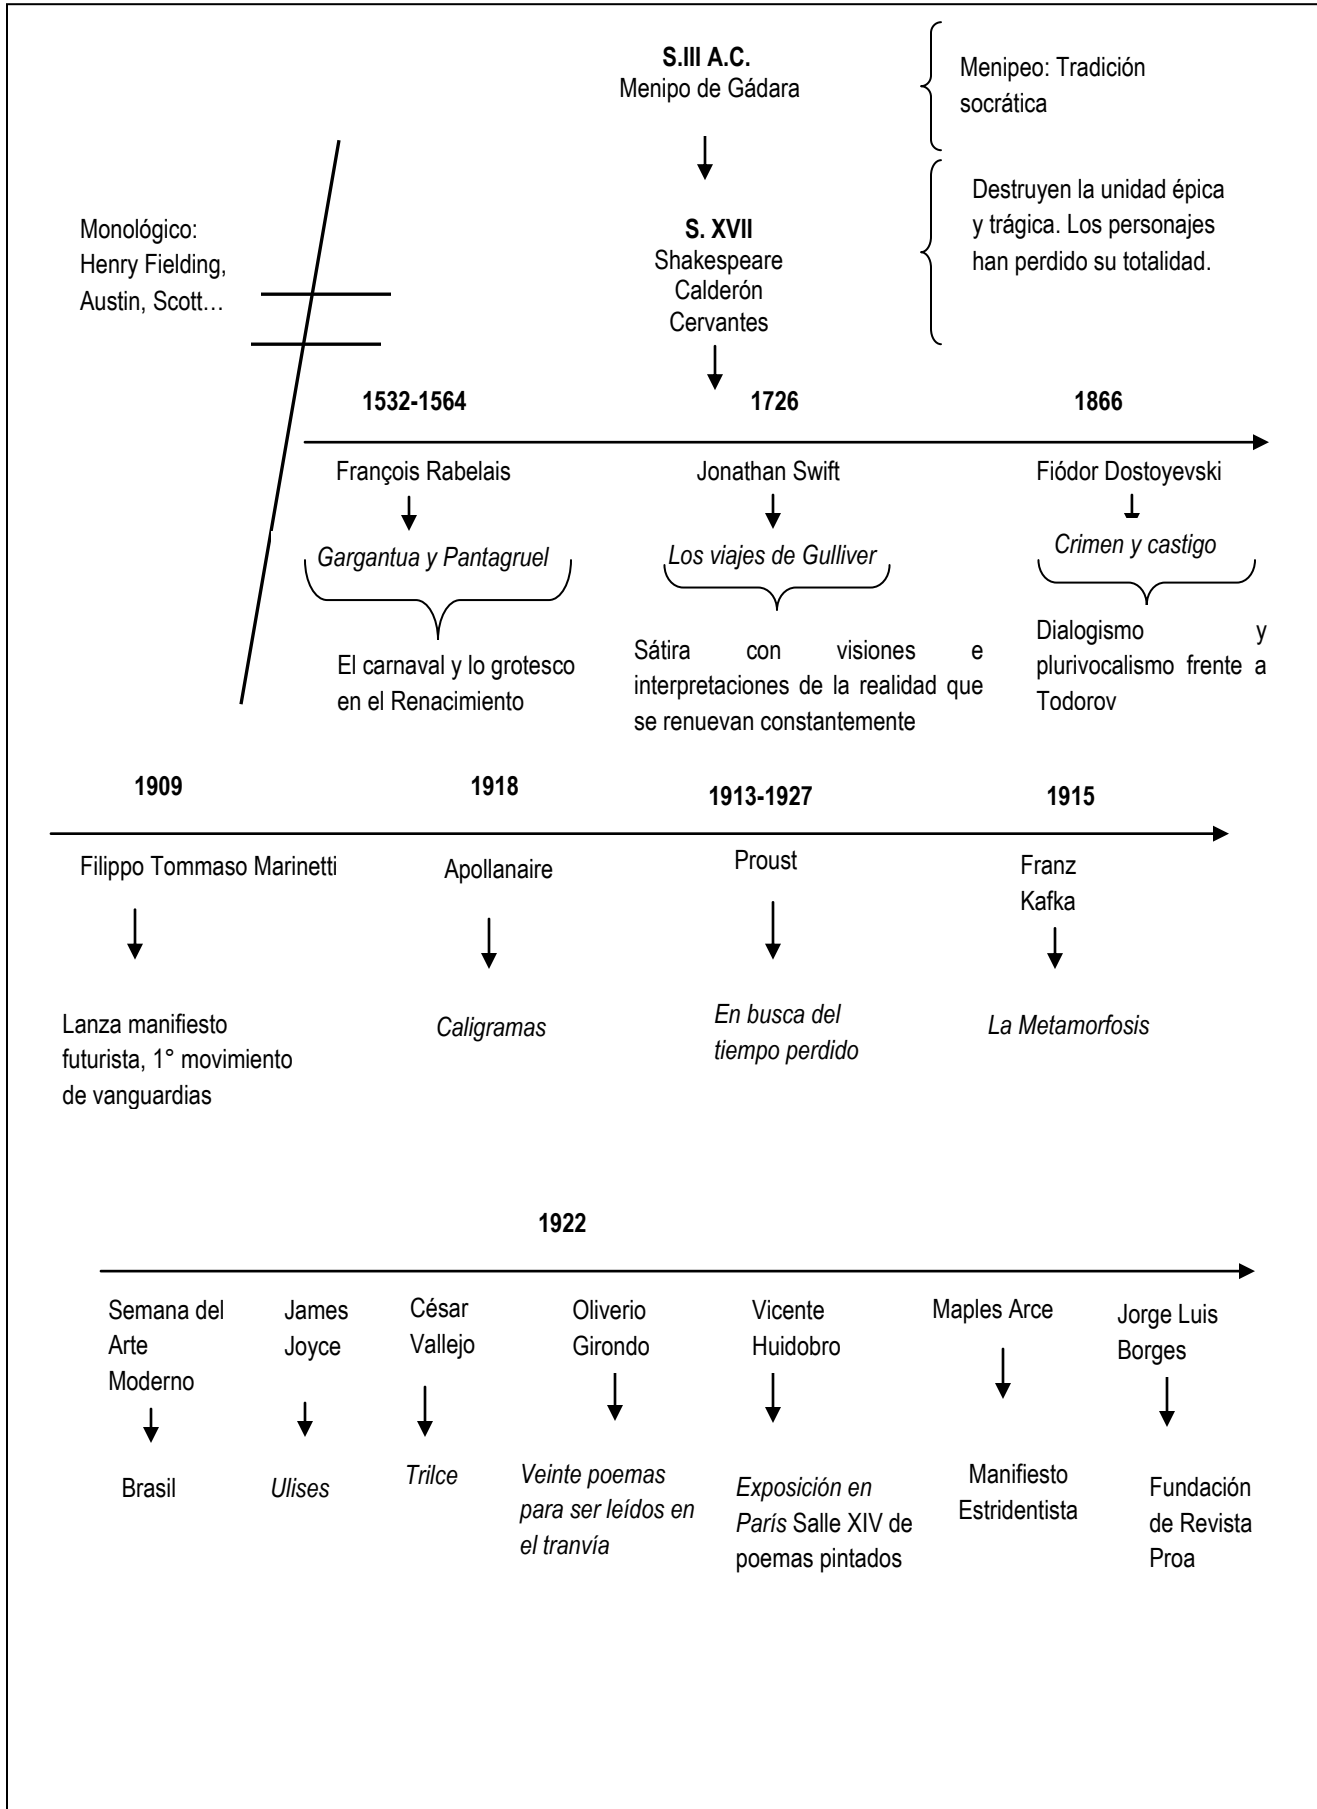 S.III A.C.
Menipo de Gádara
Menipeo: Tradición
socrática
Monológico:
Henry Fielding,
Austin, Scott…
S. XVII
Shakespeare
Calderón
Cervantes
Destruyen la unidad épica
y trágica. Los personajes
han perdido su totalidad.
1532-1564
1726
1866
François Rabelais
Jonathan Swift
Fiódor Dostoyevski
Gargantua y Pantagruel
Los viajes de Gulliver
Crimen y castigo
El carnaval y lo grotesco
en el Renacimiento
Sátira con visiones e
interpretaciones de la realidad que
se renuevan constantemente
Dialogismo y
plurivocalismo frente a
Todorov
1909
1918
1913-1927
1915
Filippo Tommaso Marinetti
Apollanaire
Proust
Franz
Kafka
Lanza manifiesto
futurista, 1° movimiento
de vanguardias
Caligramas
En busca del
tiempo perdido
La Metamorfosis
1922
Semana del
Arte
Moderno
James
Joyce
César
Vallejo
Oliverio
Girondo
Vicente
Huidobro
Maples Arce
Jorge Luis
Borges
Brasil
Ulises
Trilce
Veinte poemas
para ser leídos en
el tranvía
Exposición en
París Salle XIV de
poemas pintados
Manifiesto
Estridentista
Fundación
de Revista
Proa